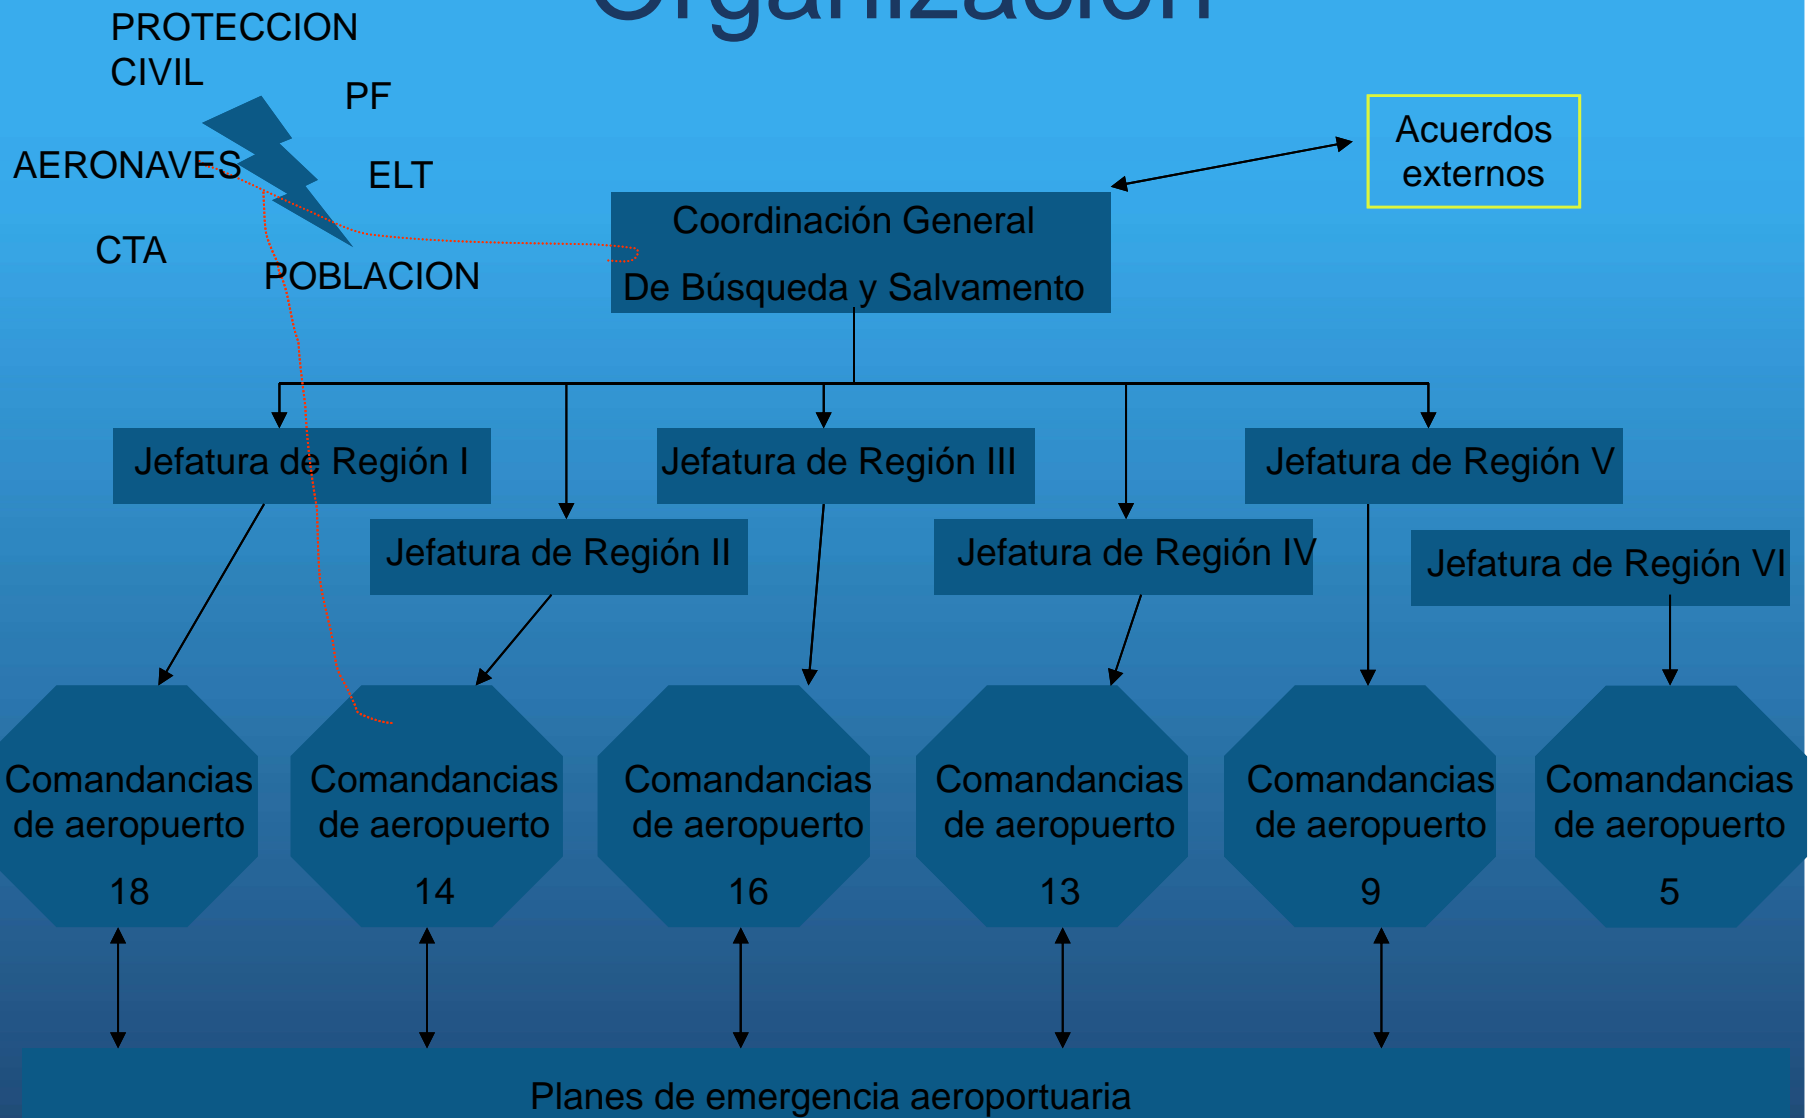 Organización
PROTECCION
CIVIL
PF
AERONAVES
ELT
CTA
POBLACION
Acuerdos
externos
Coordinación General
De Búsqueda y Salvamento
Jefatura de Región I
Jefatura de Región III
Jefatura de Región V
Jefatura de Región II
Jefatura de Región IV
Jefatura de Región VI
Comandancias
de aeropuerto
18
Comandancias
de aeropuerto
14
Comandancias
de aeropuerto
16
Comandancias
de aeropuerto
13
Comandancias
de aeropuerto
9
Comandancias
de aeropuerto
5
Planes de emergencia aeroportuaria